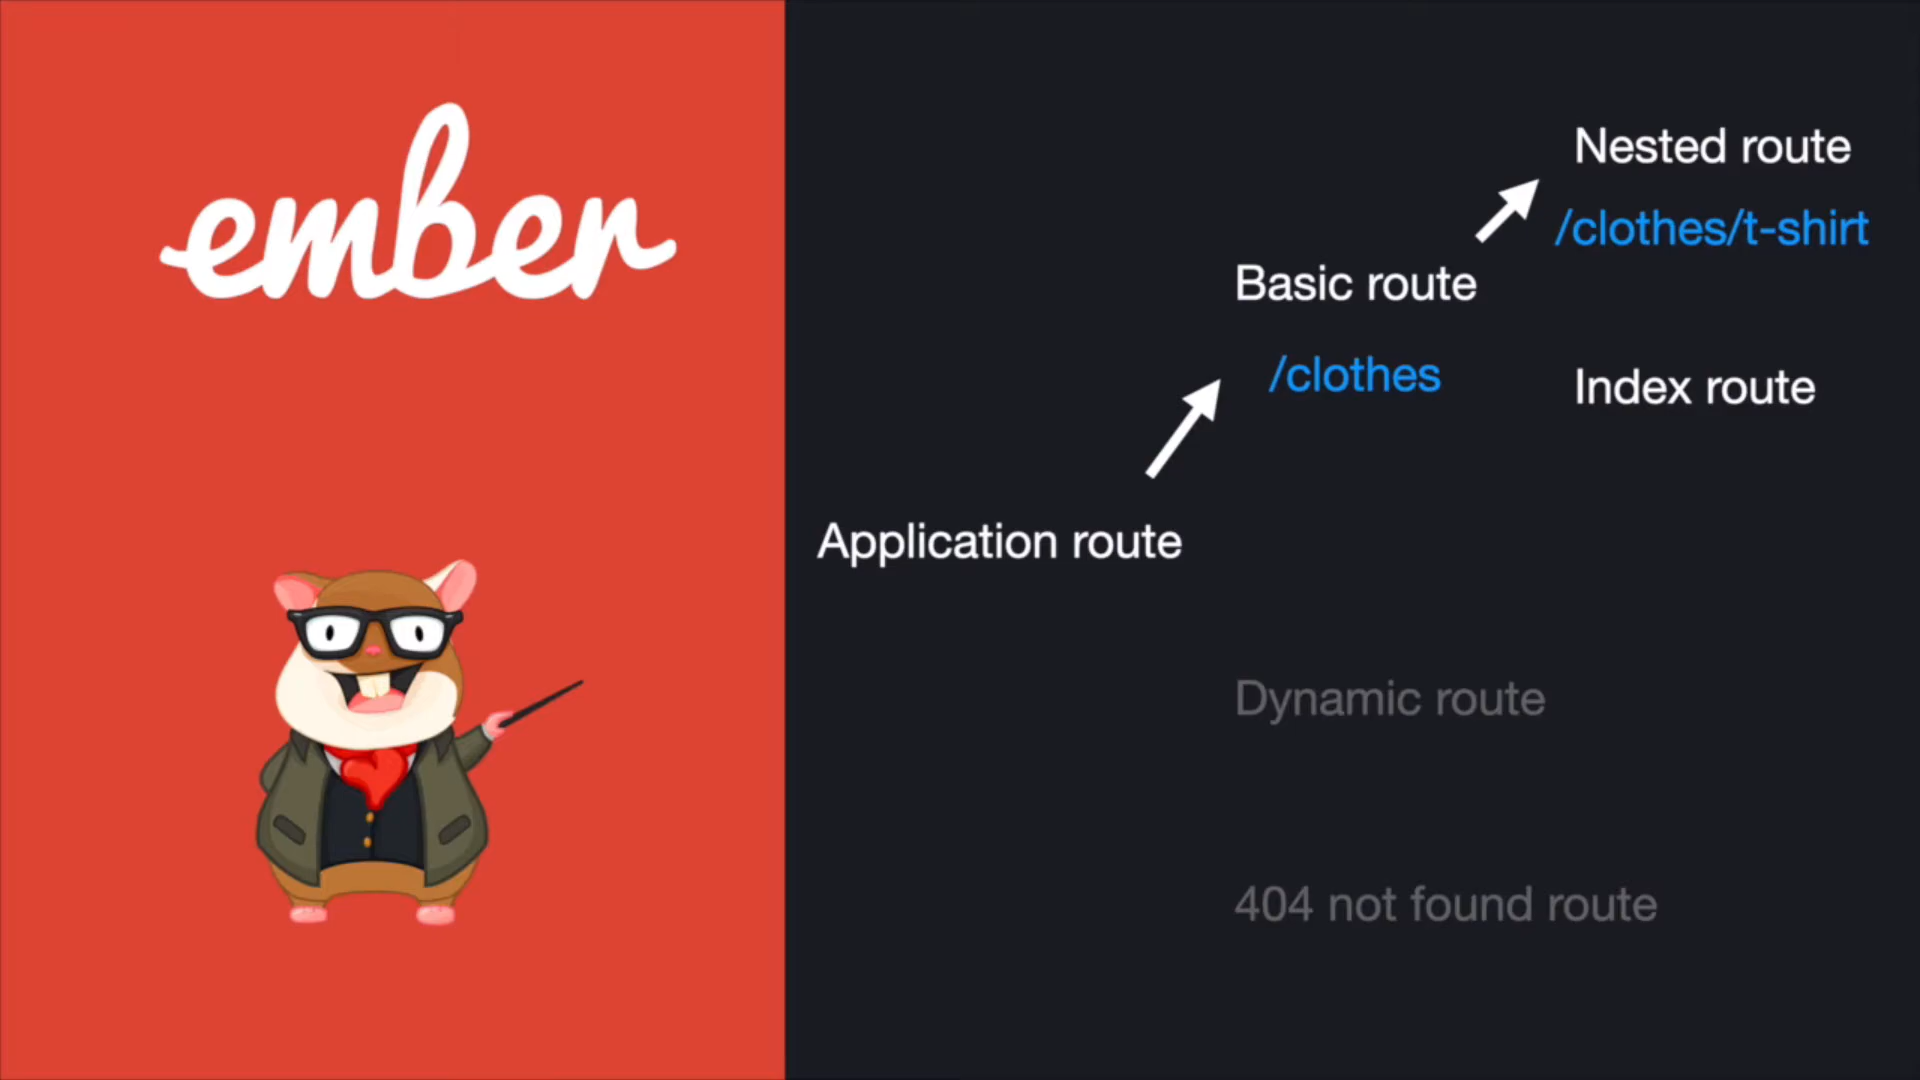 ember
Nested route
/clothes/t-shirt
Basic route
/clothes
Index route
Application route
Dynamic route
404 not found route